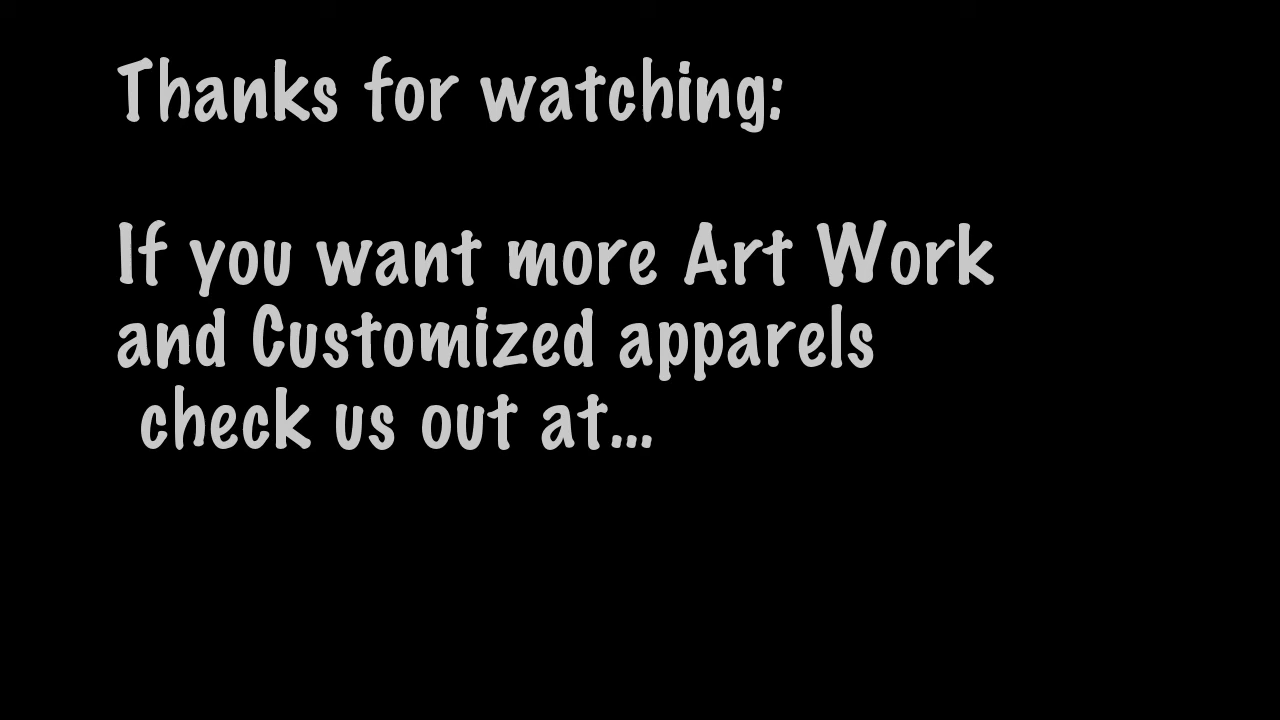 Thanks for watching:
If you want more Art Work
and Customized apparels
check us out at...